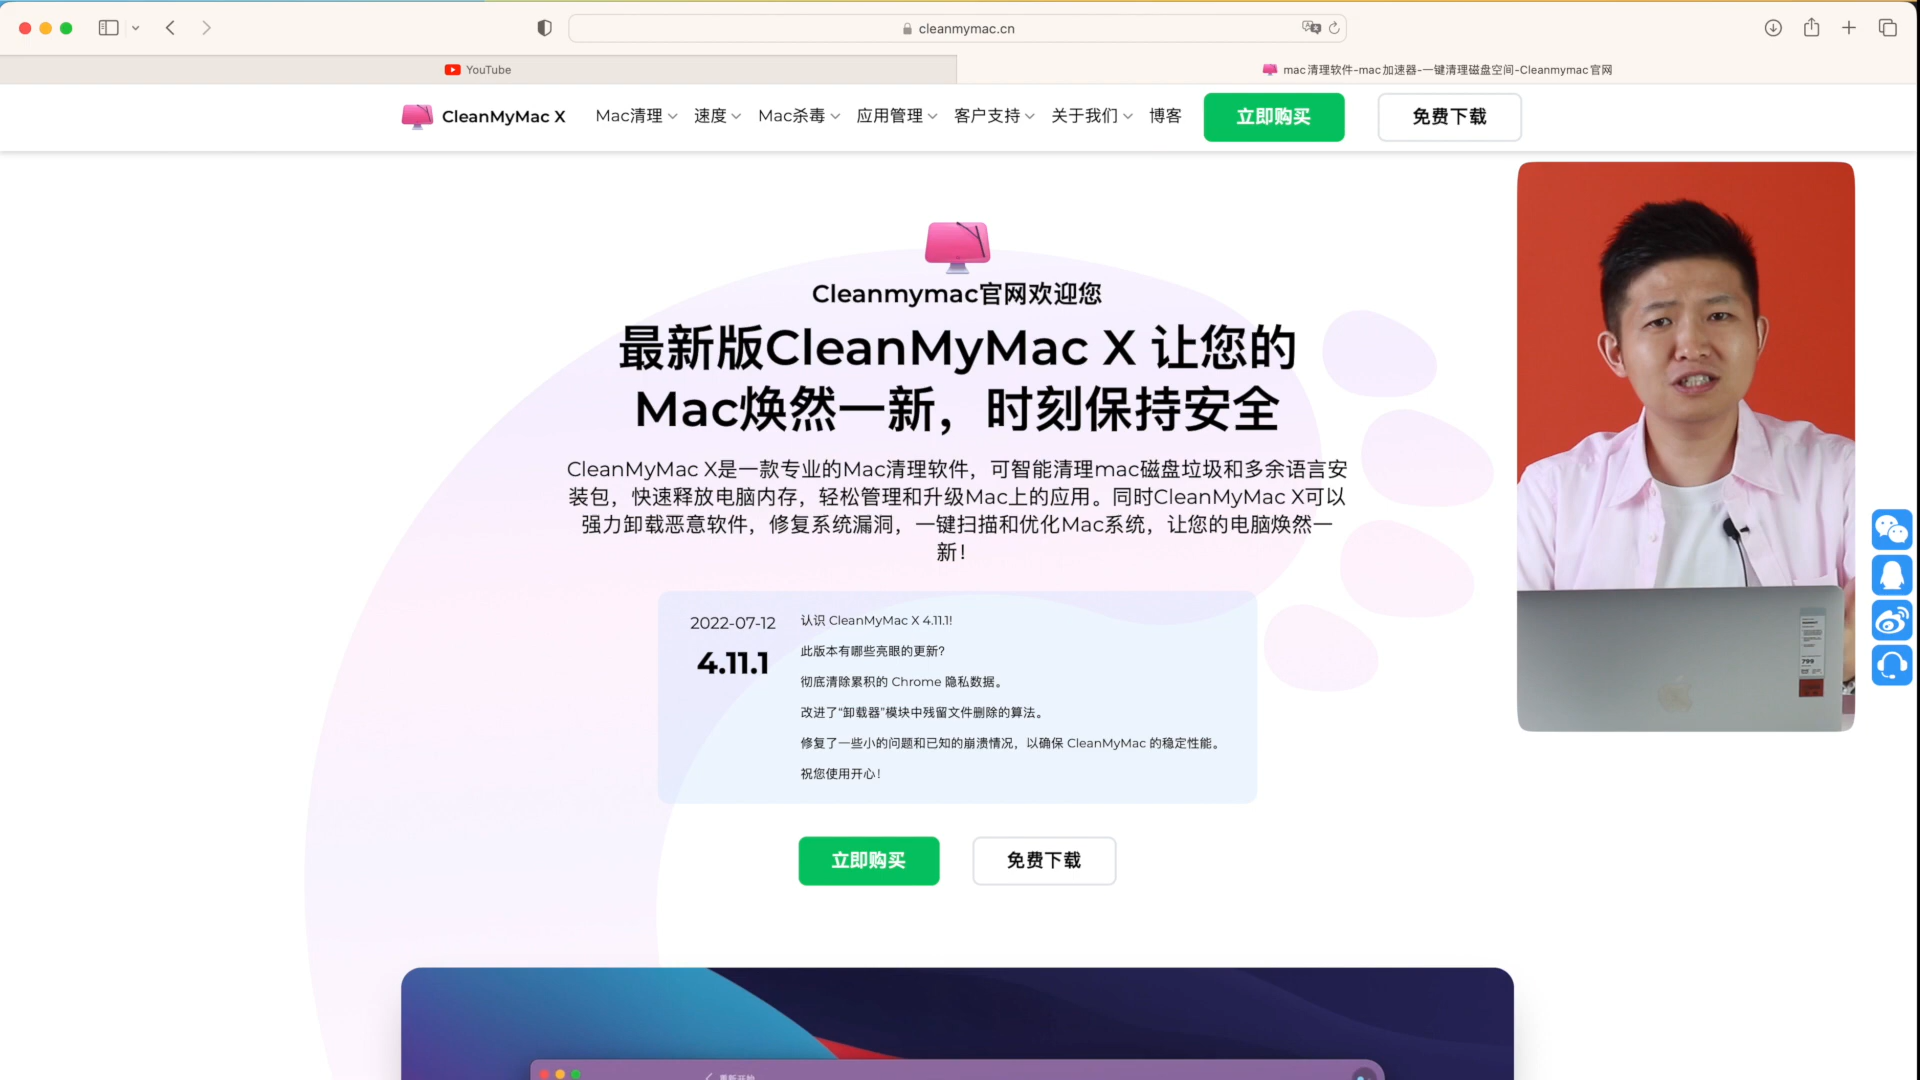 cleanmymac.cn
YouTube
mac清理软件-mac加速器-一键清理磁盘空间-Cleanmymac官网
CleanMyMac X
Mac清理
速度
Mac杀毒
应用管理
客户支持
关于我们
博客
立即购买
免费下载
Cleanmymac官网欢迎您
最新版CleanMyMac X 让您的
Mac焕然一新，时刻保持安全
CleanMyMac X是一款专业的Mac清理软件，可智能清理mac磁盘垃圾和多余语言安
装包，快速释放电脑内存，轻松管理和升级Mac上的应用。同时CleanMyMac X可以
强力卸载恶意软件，修复系统漏洞，一键扫描和优化Mac系统，让您的电脑焕然一
新！
2022-07-12
4.11.1
认识 CleanMyMac X 4.11.1!
此版本有哪些亮眼的更新?
彻底清除累积的 Chrome 隐私数据。
改进了“卸载器”模块中残留文件删除的算法。
修复了一些小的问题和已知的崩溃情况，以确保 CleanMyMac 的稳定性能。
祝您使用开心！
799
立即购买
免费下载
重新开始